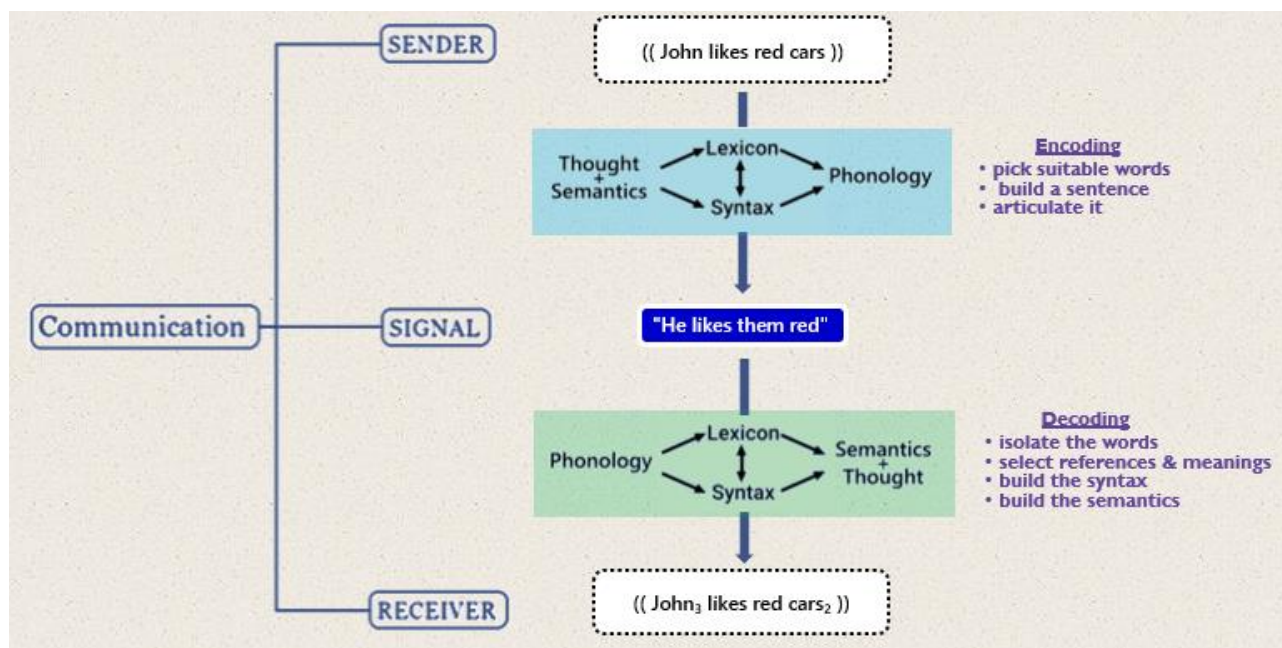 SENDER
(( John likes red cars ))
Thought
+
Semantics
Lexicon
Syntax
Phonology
Encoding
• pick suitable words
• build a sentence
• articulate it
Communication
SIGNAL
"He likes them red"
Phonology
Lexicon
Syntax
Semantics
+
Thought
Decoding
• isolate the words
• select references & meanings
• build the syntax
• build the semantics
RECEIVER
(( John₃ likes red cars₂ ))